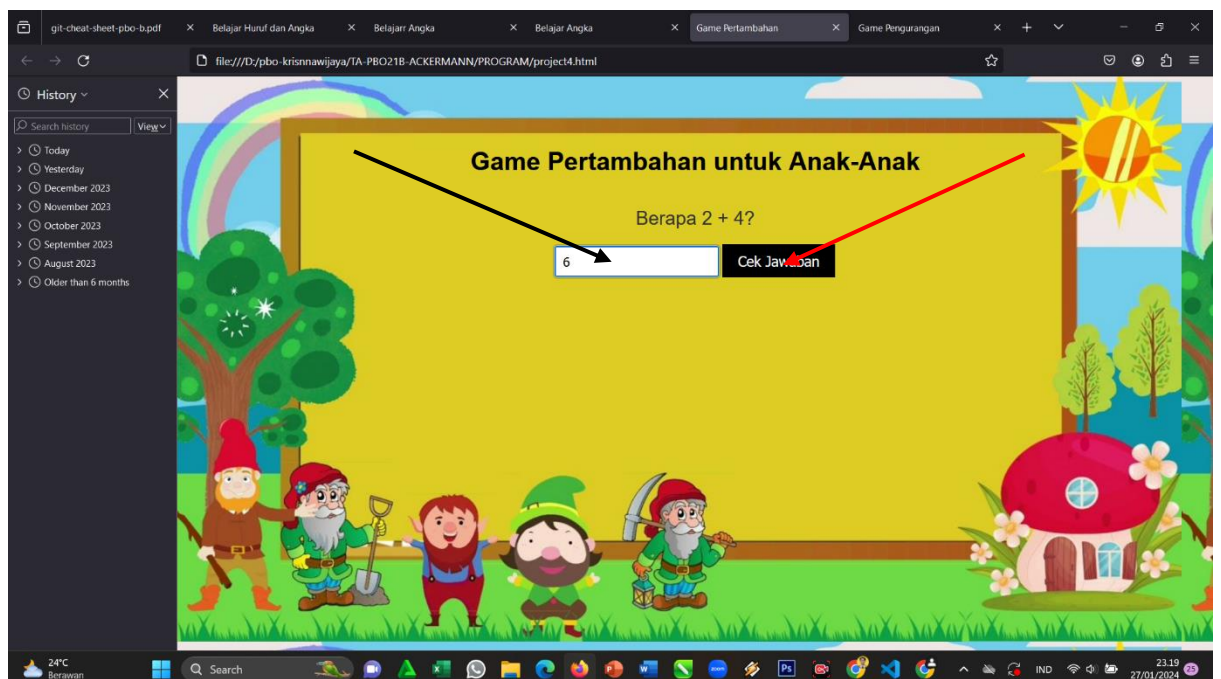 git-cheat-sheet-pbo-b.pdf
Belajar Huruf dan Angka
Belajarr Angka
Belajar Angka
Game Pertambahan
Game Pengurangan
file:///D:/pbo-krisnnawijaya/TA-PBO21B-ACKERMANN/PROGRAM/project4.html
History
Search history
View
Today
Yesterday
December 2023
November 2023
October 2023
September 2023
August 2023
Older than 6 months
Game Pertambahan untuk Anak-Anak
Berapa 2 + 4?
6
Cek Jawaban
24°C
Berawan
Search
zoom
Ps
IND
23.19
27/01/2024
25